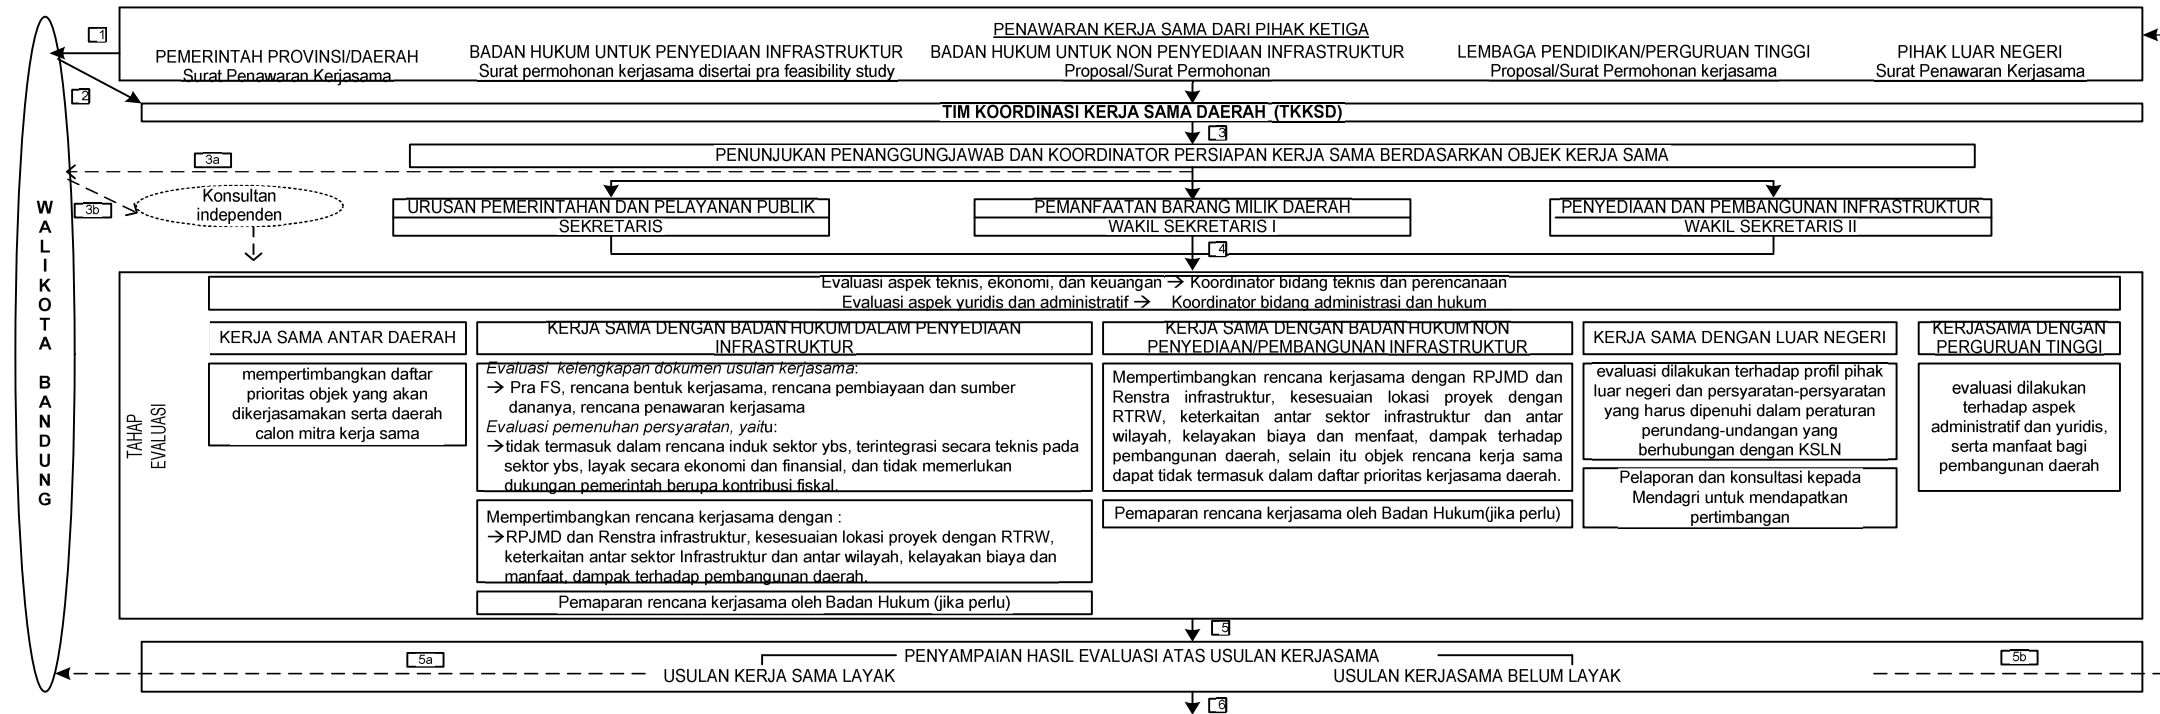 PENAWARAN KERJA SAMA DARI PIHAK KETIGA
1
PEMERINTAH PROVINSI/DAERAH
Surat Penawaran Kerjasama
BADAN HUKUM UNTUK PENYEDIAAN INFRASTRUKTUR
Surat permohonan kerjasama disertai pra feasibility study
BADAN HUKUM UNTUK NON PENYEDIAAN INFRASTRUKTUR
Proposal/Surat Permohonan
LEMBAGA PENDIDIKAN/PERGURUAN TINGGI
Proposal/Surat Permohonan kerjasama
PIHAK LUAR NEGERI
Surat Penawaran Kerjasama
2
TIM KOORDINASI KERJA SAMA DAERAH (TKKSD)
3
PENUNJUKAN PENANGGUNGJAWAB DAN KOORDINATOR PERSIAPAN KERJA SAMA BERDASARKAN OBJEK KERJA SAMA
3a
3b
Konsultan
independen
WALIKOTA BANDUNG
URUSAN PEMERINTAHAN DAN PELAYANAN PUBLIK
SEKRETARIS
PEMANFAATAN BARANG MILIK DAERAH
WAKIL SEKRETARIS I
PENYEDIAAN DAN PEMBANGUNAN INFRASTRUKTUR
WAKIL SEKRETARIS II
4
TAHAP
EVALUASI
Evaluasi aspek teknis, ekonomi, dan keuangan → Koordinator bidang teknis dan perencanaan
Evaluasi aspek yuridis dan administratif → Koordinator bidang administrasi dan hukum
KERJA SAMA ANTAR DAERAH
mempertimbangkan daftar
prioritas objek yang akan
dikerjasamakan serta daerah
calon mitra kerja sama
KERJA SAMA DENGAN BADAN HUKUM DALAM PENYEDIAAN
INFRASTRUKTUR
Evaluasi kelengkapan dokumen usulan kerjasama:
→ Pra FS, rencana bentuk kerjasama, rencana pembiayaan dan sumber
dananya, rencana penawaran kerjasama
Evaluasi pemenuhan persyaratan, yaitu:
→tidak termasuk dalam rencana induk sektor ybs, terintegrasi secara teknis pada
sektor ybs, layak secara ekonomi dan finansial, dan tidak memerlukan
dukungan pemerintah berupa kontribusi fiskal.
Mempertimbangkan rencana kerjasama dengan :
→RPJMD dan Renstra infrastruktur, kesesuaian lokasi proyek dengan RTRW,
keterkaitan antar sektor Infrastruktur dan antar wilayah, kelayakan biaya dan
manfaat, dampak terhadap pembangunan daerah.
Pemaparan rencana kerjasama oleh Badan Hukum (jika perlu)
KERJA SAMA DENGAN BADAN HUKUM NON
PENYEDIAAN/PEMBANGUNAN INFRASTRUKTUR
Mempertimbangkan rencana kerjasama dengan RPJMD dan
Renstra infrastruktur, kesesuaian lokasi proyek dengan
RTRW, keterkaitan antar sektor infrastruktur dan antar
wilayah, kelayakan biaya dan menfaat, dampak terhadap
pembangunan daerah, selain itu objek rencana kerja sama
dapat tidak termasuk dalam daftar prioritas kerjasama daerah.
Pemaparan rencana kerjasama oleh Badan Hukum(jika perlu)
KERJA SAMA DENGAN LUAR NEGERI
evaluasi dilakukan terhadap profil pihak
luar negeri dan persyaratan-persyaratan
yang harus dipenuhi dalam peraturan
perundang-undangan yang
berhubungan dengan KSLN
Pelaporan dan konsultasi kepada
Mendagri untuk mendapatkan
pertimbangan
KERJASAMA DENGAN
PERGURUAN TINGGI
evaluasi dilakukan
terhadap aspek
administratif dan yuridis,
serta manfaat bagi
pembangunan daerah
5
PENYAMPAIAN HASIL EVALUASI ATAS USULAN KERJASAMA
5a
5b
USULAN KERJA SAMA LAYAK
USULAN KERJASAMA BELUM LAYAK
6